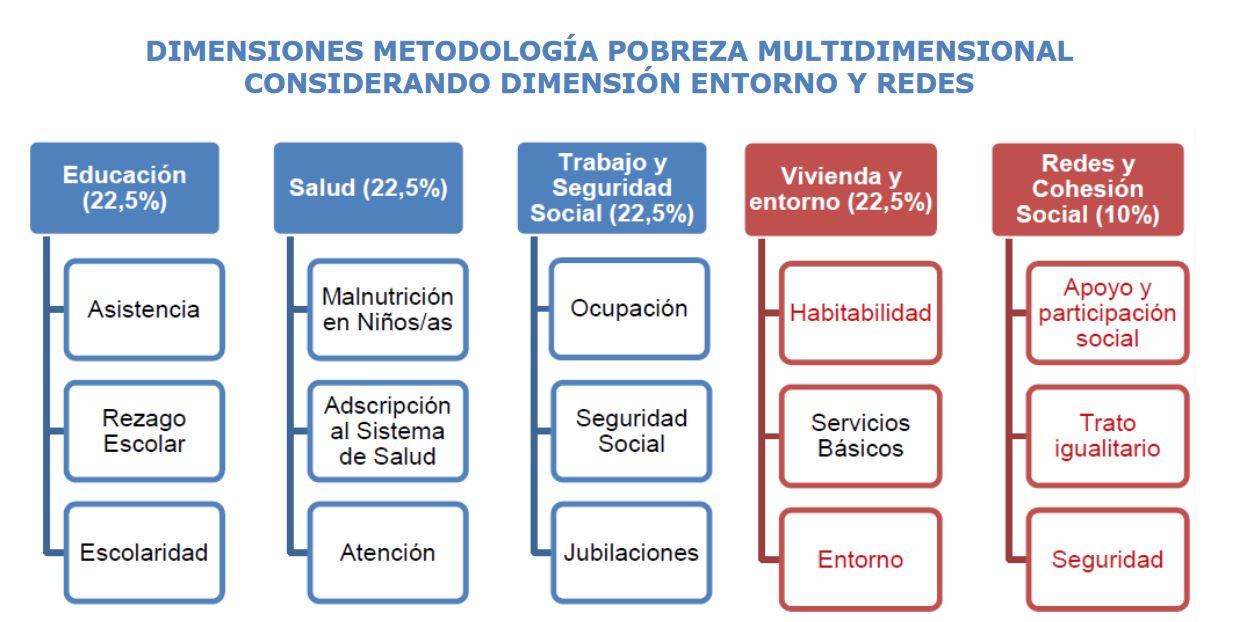 DIMENSIONES METODOLOGÍA POBREZA MULTIDIMENSIONAL
CONSIDERANDO DIMENSIÓN ENTORNO Y REDES
Educación
(22,5%)
Asistencia
Rezago
Escolar
Escolaridad
Salud (22,5%)
Malnutrición
en Niños/as
Adscripción
al Sistema
de Salud
Atención
Trabajo y
Seguridad
Social (22,5%)
Ocupación
Seguridad
Social
Jubilaciones
Vivienda y
entorno (22,5%)
Habitabilidad
Servicios
Básicos
Entorno
Redes y
Cohesión
Social (10%)
Apoyo y
participación
social
Trato
igualitario
Seguridad